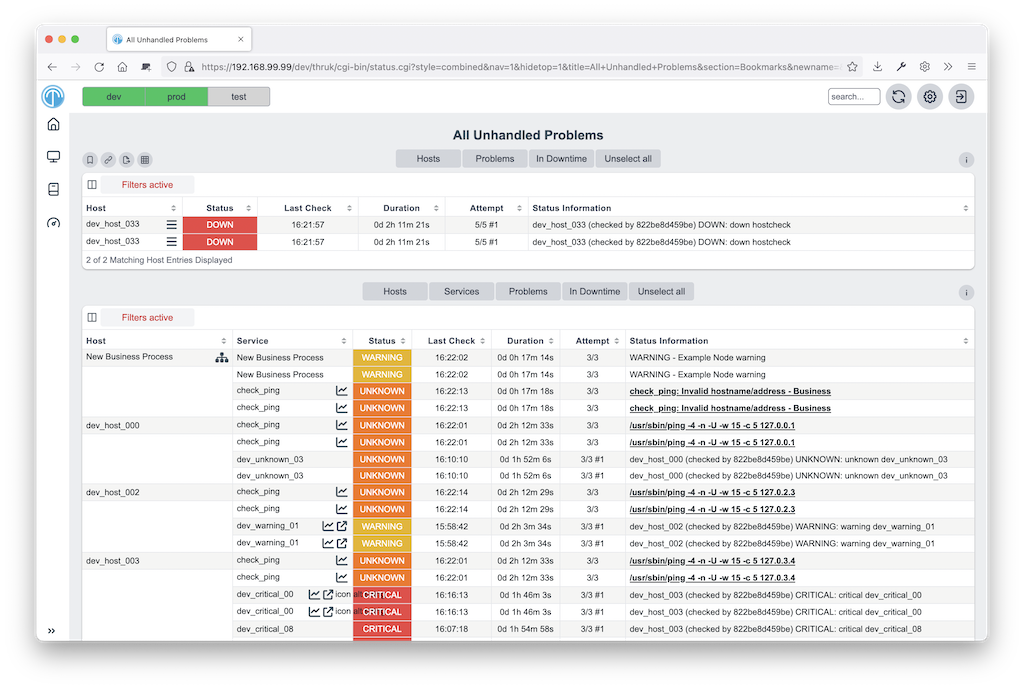 All Unhandled Problems
https://192.168.99.99/dev/thruk/cgi-bin/status.cgi?style=combined&nav=1&hidetop=1&title=All+Unhandled+Problems&section=Bookmarks&newname=
dev prod test search...
All Unhandled Problems
Hosts Problems In Downtime Unselect all
Filters active
Host Status Last Check Duration Attempt Status Information
dev_host_033 DOWN 16:21:57 0d 2h 11m 21s 5/5 #1 dev_host_033 (checked by 822be8d459be) DOWN: down hostcheck
dev_host_033 DOWN 16:21:57 0d 2h 11m 21s 5/5 #1 dev_host_033 (checked by 822be8d459be) DOWN: down hostcheck
2 of 2 Matching Host Entries Displayed
Hosts Services Problems In Downtime Unselect all
Filters active
Host Service Status Last Check Duration Attempt Status Information
New Business Process New Business Process WARNING 16:22:02 0d 0h 17m 14s 3/3 WARNING - Example Node warning
New Business Process WARNING 16:22:02 0d 0h 17m 14s 3/3 WARNING - Example Node warning
check_ping UNKNOWN 16:22:13 0d 0h 17m 18s 3/3 check_ping: Invalid hostname/address - Business
check_ping UNKNOWN 16:22:13 0d 0h 17m 18s 3/3 check_ping: Invalid hostname/address - Business
dev_host_000 check_ping UNKNOWN 16:22:01 0d 2h 12m 33s 3/3 /usr/sbin/ping -4 -n -U -w 15 -c 5 127.0.0.1
check_ping UNKNOWN 16:22:01 0d 2h 12m 33s 3/3 /usr/sbin/ping -4 -n -U -w 15 -c 5 127.0.0.1
dev_unknown_03 UNKNOWN 16:10:10 0d 1h 52m 6s 3/3 #1 dev_host_000 (checked by 822be8d459be) UNKNOWN: unknown dev_unknown_03
dev_unknown_03 UNKNOWN 16:10:10 0d 1h 52m 6s 3/3 #1 dev_host_000 (checked by 822be8d459be) UNKNOWN: unknown dev_unknown_03
dev_host_002 check_ping UNKNOWN 16:22:14 0d 2h 12m 29s 3/3 /usr/sbin/ping -4 -n -U -w 15 -c 5 127.0.2.3
check_ping UNKNOWN 16:22:14 0d 2h 12m 29s 3/3 /usr/sbin/ping -4 -n -U -w 15 -c 5 127.0.2.3
dev_warning_01 WARNING 15:58:42 0d 2h 3m 34s 3/3 #1 dev_host_002 (checked by 822be8d459be) WARNING: warning dev_warning_01
dev_warning_01 WARNING 15:58:42 0d 2h 3m 34s 3/3 #1 dev_host_002 (checked by 822be8d459be) WARNING: warning dev_warning_01
dev_host_003 check_ping UNKNOWN 16:22:01 0d 2h 12m 33s 3/3 /usr/sbin/ping -4 -n -U -w 15 -c 5 127.0.3.4
check_ping UNKNOWN 16:22:01 0d 2h 12m 33s 3/3 /usr/sbin/ping -4 -n -U -w 15 -c 5 127.0.3.4
dev_critical_00 icon alt CRITICAL 16:16:13 0d 1h 46m 3s 3/3 #1 dev_host_003 (checked by 822be8d459be) CRITICAL: critical dev_critical_00
dev_critical_00 icon alt CRITICAL 16:16:13 0d 1h 46m 3s 3/3 #1 dev_host_003 (checked by 822be8d459be) CRITICAL: critical dev_critical_00
dev_critical_08 CRITICAL 16:07:18 0d 1h 54m 58s 3/3 #1 dev_host_003 (checked by 822be8d459be) CRITICAL: critical dev_critical_08